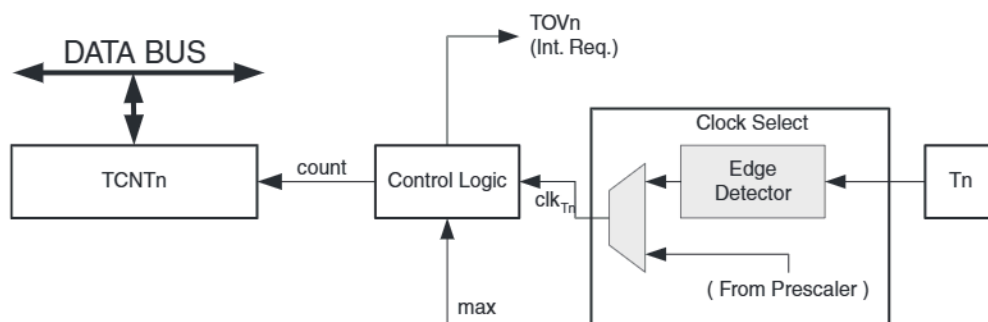 TOVn
(Int. Req.)
DATA BUS
Clock Select
TCNTn
count
Control Logic
clkTn
Edge
Detector
Tn
( From Prescaler )
max